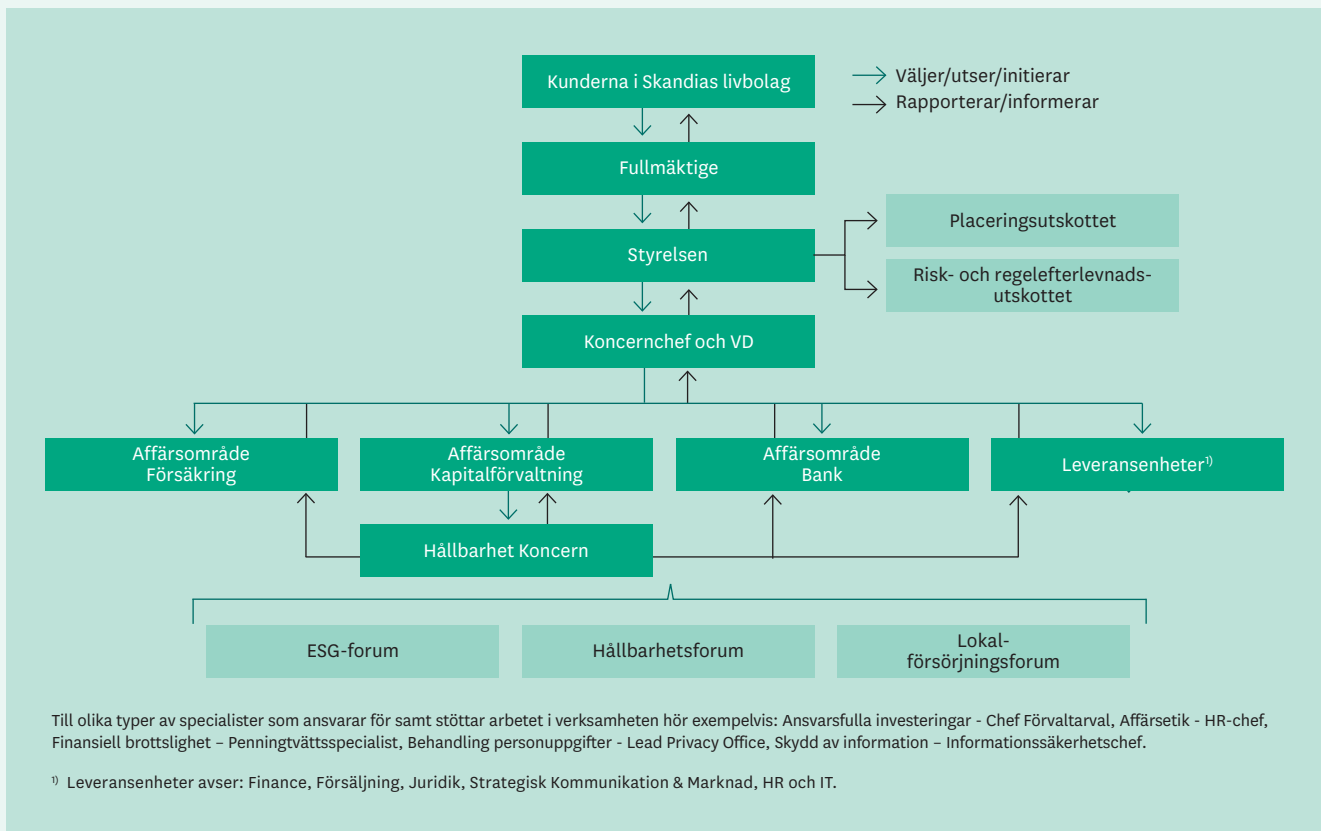 Kunderna i Skandias livbolag
Väljer/utser/initierar
Rapporterar/informerar
Fullmäktige
Placeringsutskottet
Styrelsen
Risk- och regelefterlevnads-
utskottet
Koncernchef och VD
Affärsområde
Försäkring
Affärsområde
Kapitalförvaltning
Affärsområde
Bank
Leveransenheter¹⁾
Hållbarhet Koncern
ESG-forum
Hållbarhetsforum
Lokal-
försörjningsforum
Till olika typer av specialister som ansvarar för samt stöttar arbetet i verksamheten hör exempelvis: Ansvarsfulla investeringar - Chef Förvaltarval, Affärsetik - HR-chef,
Finansiell brottslighet – Penningtvättsspecialist, Behandling personuppgifter - Lead Privacy Office, Skydd av information – Informationssäkerhetschef.
¹⁾ Leveransenheter avser: Finance, Försäljning, Juridik, Strategisk Kommunikation & Marknad, HR och IT.